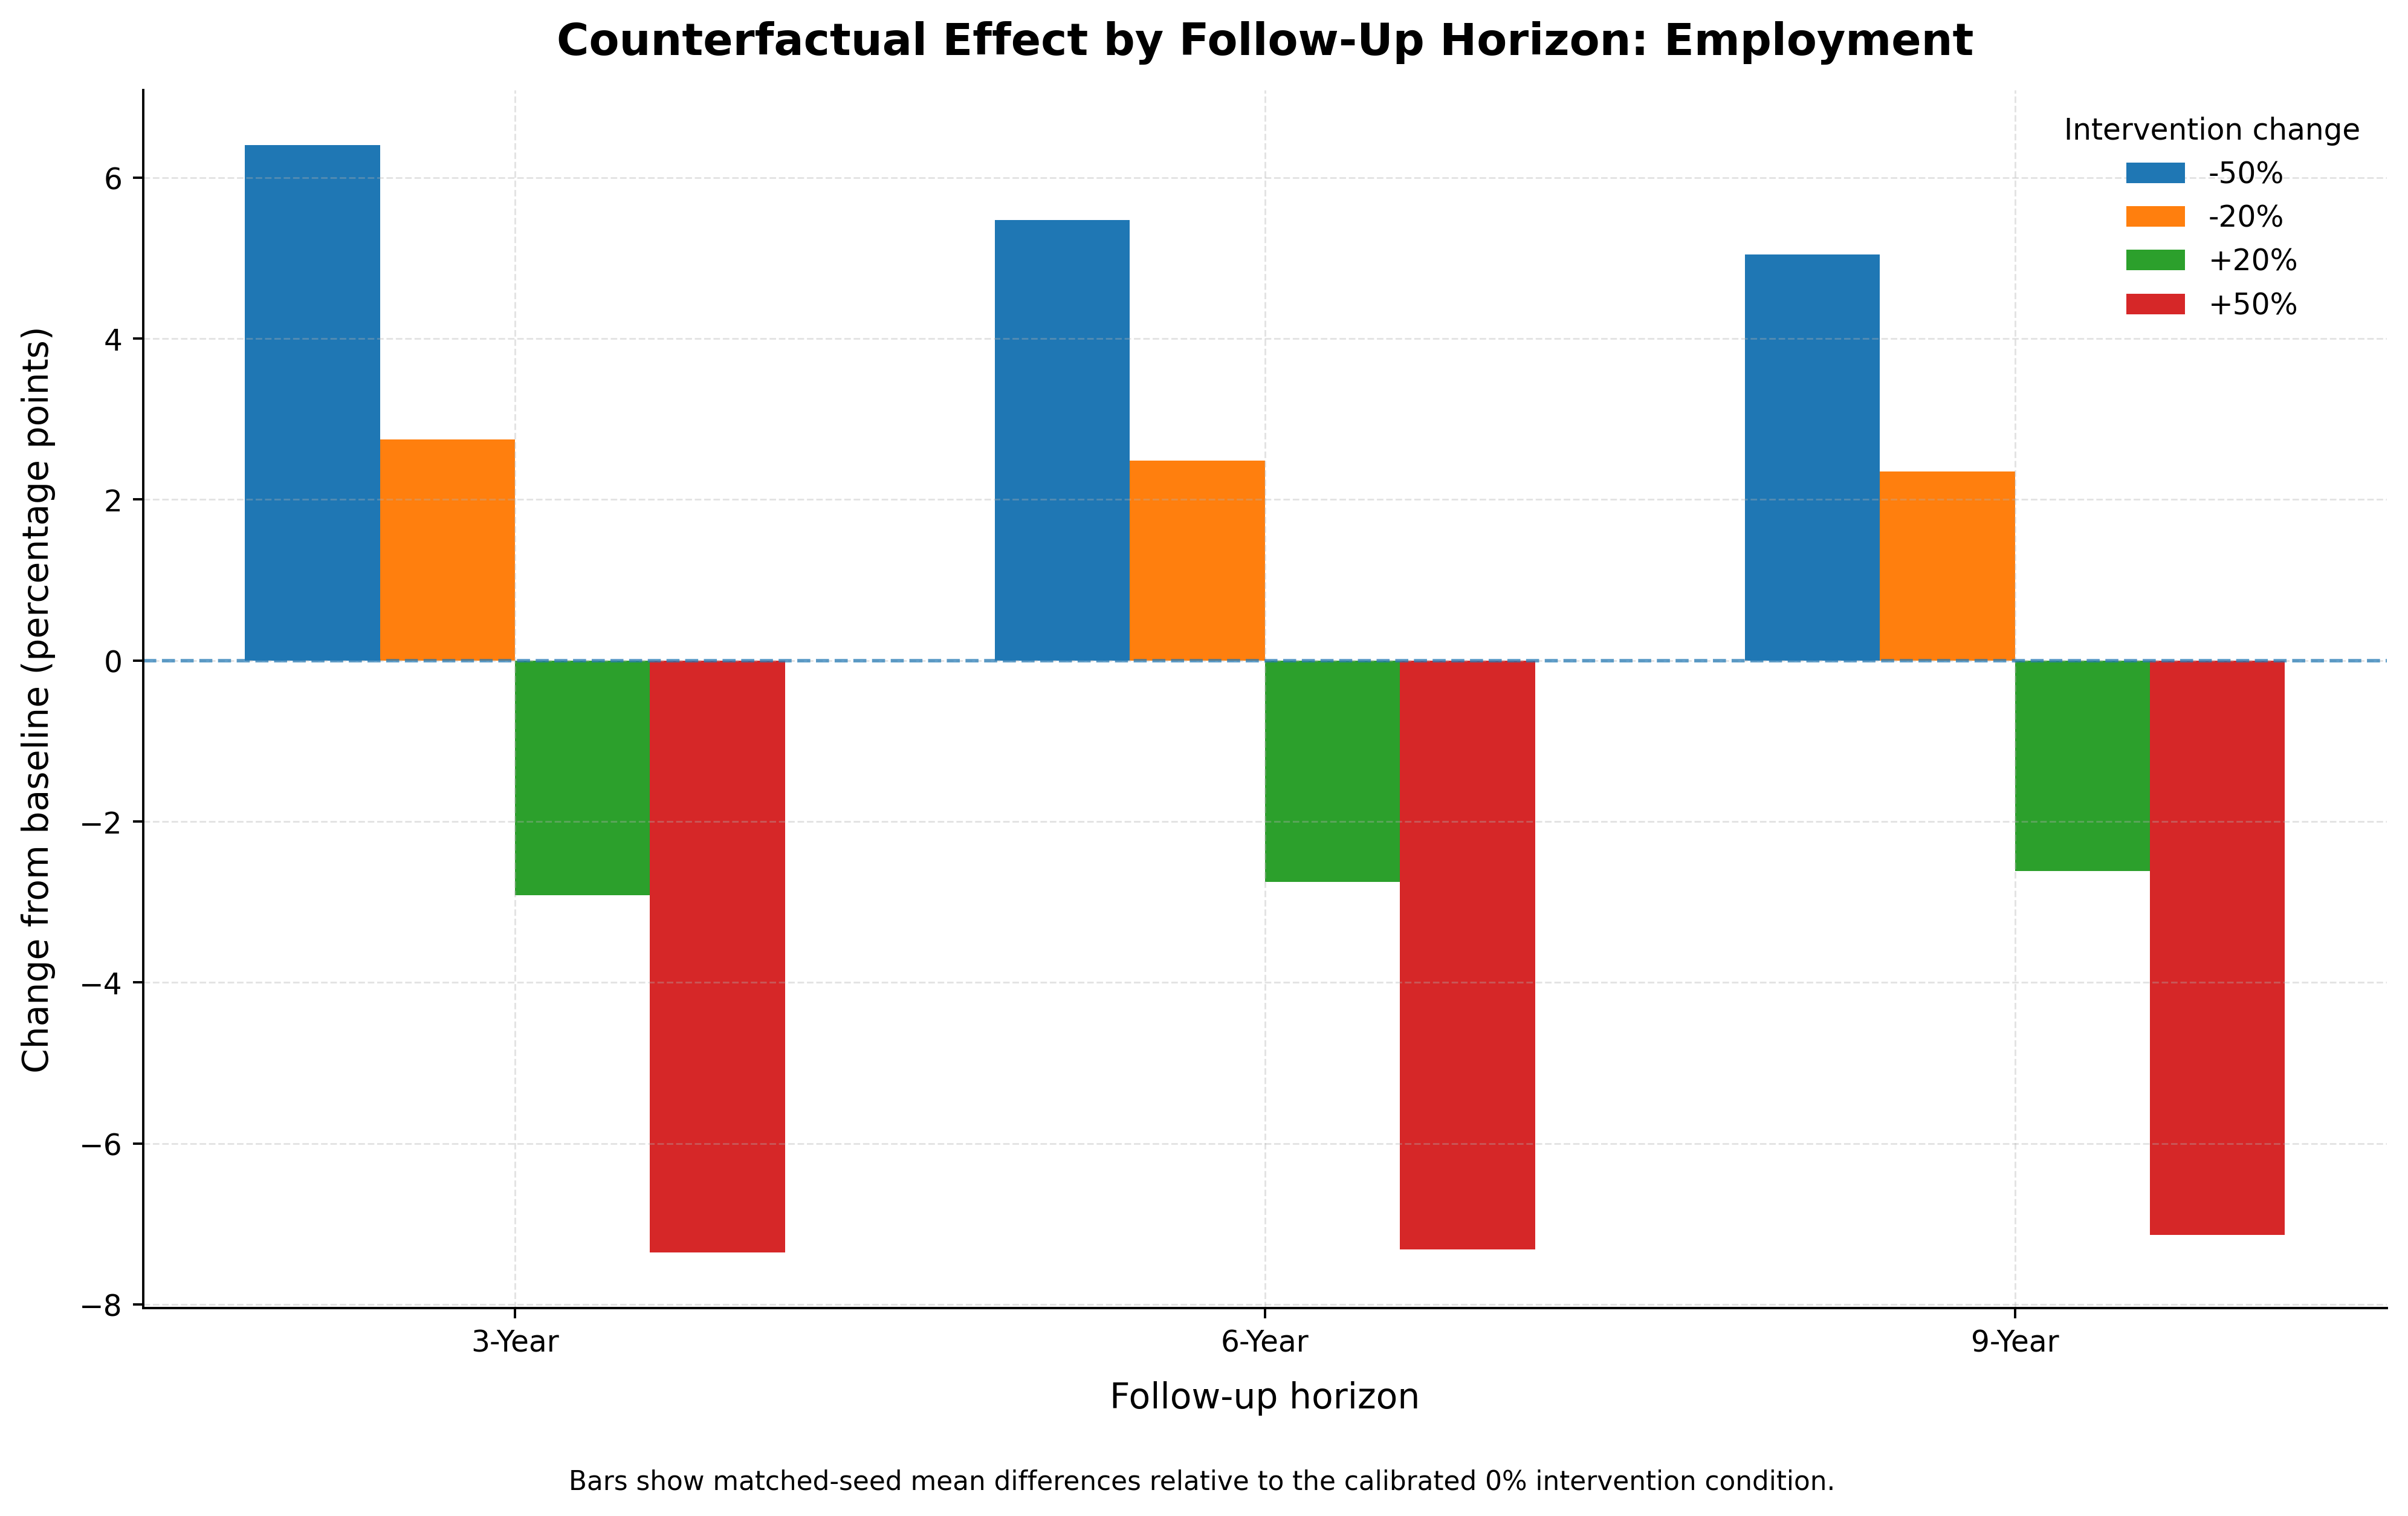 Counterfactual Effect by Follow-Up Horizon: Employment
Intervention change
-50%
-20%
+20%
+50%
Change from baseline (percentage points)
6
4
2
0
−2
−4
−6
−8
3-Year
6-Year
9-Year
Follow-up horizon
Bars show matched-seed mean differences relative to the calibrated 0% intervention condition.